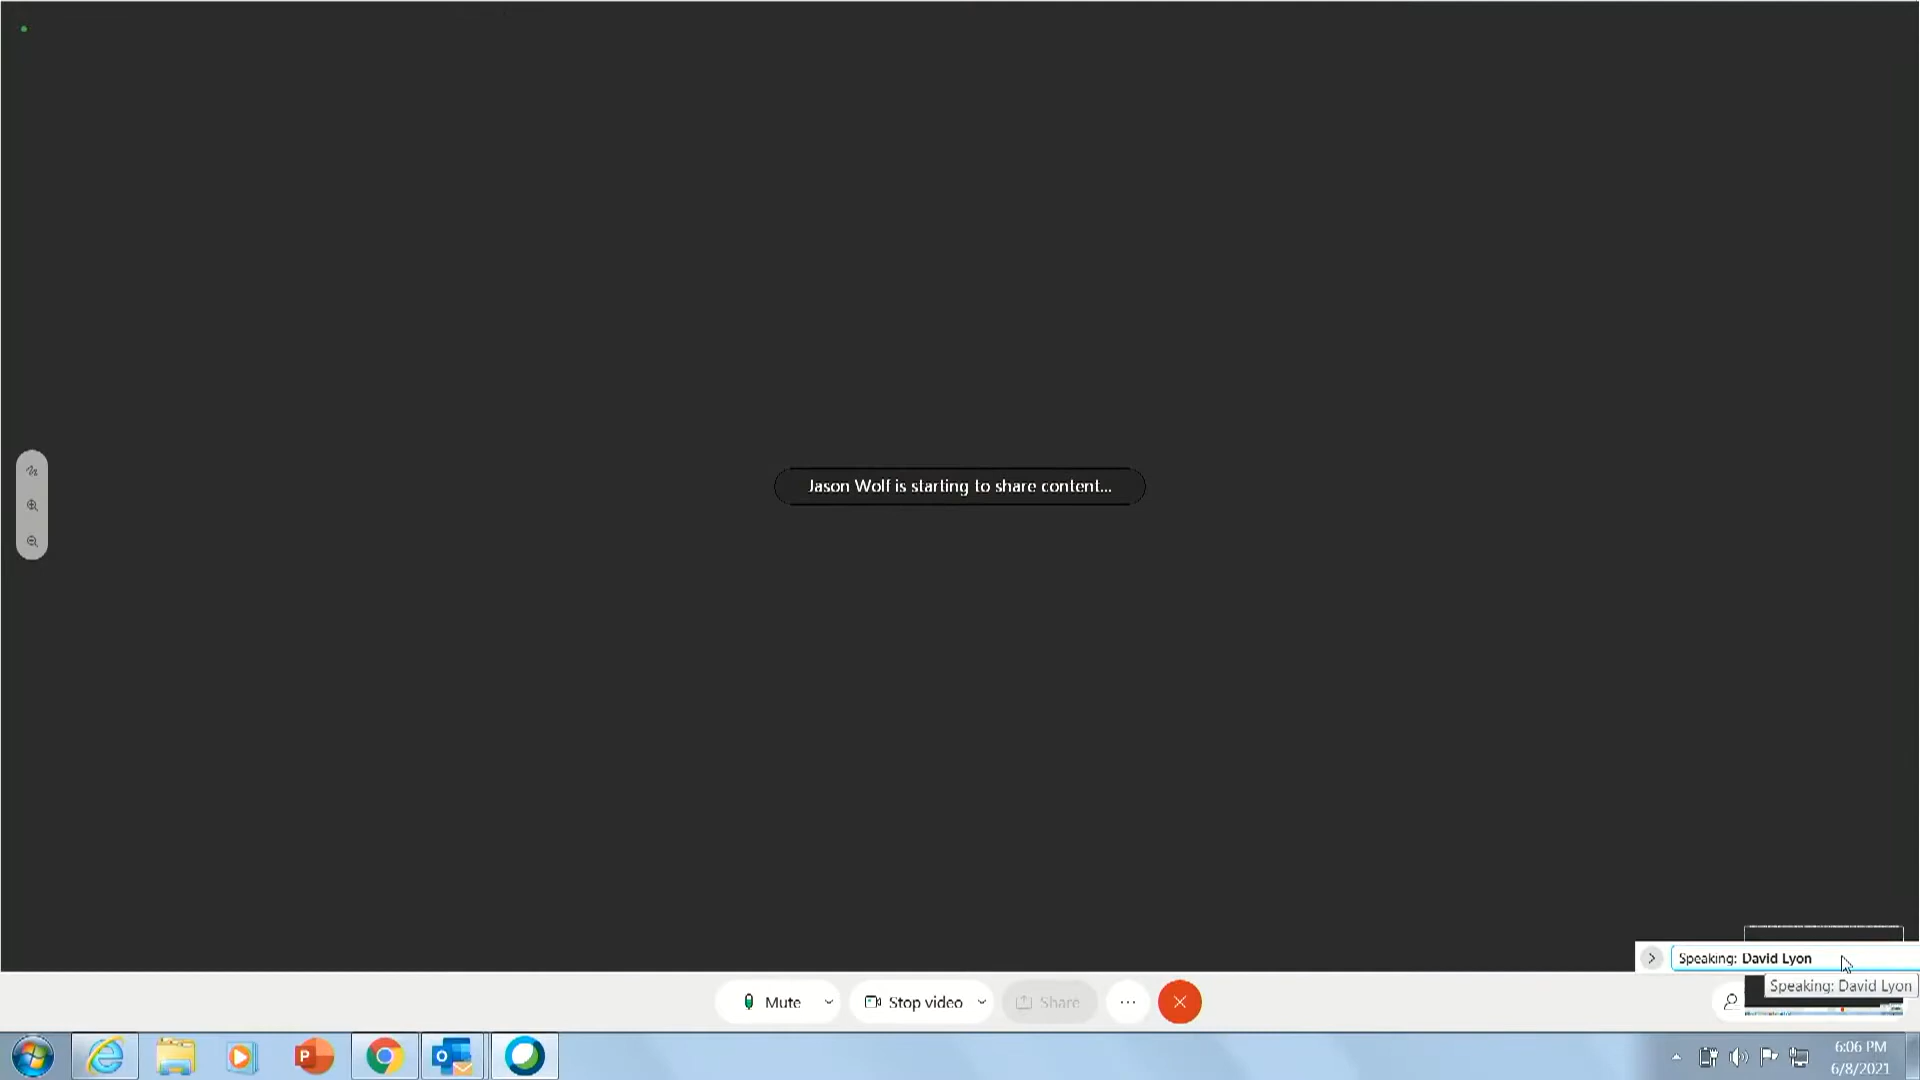 Jason Wolf is starting to share content...
Speaking: David Lyon
Speaking: David Lyon
Mute
Stop video
Share
6:06 PM
6/8/2021